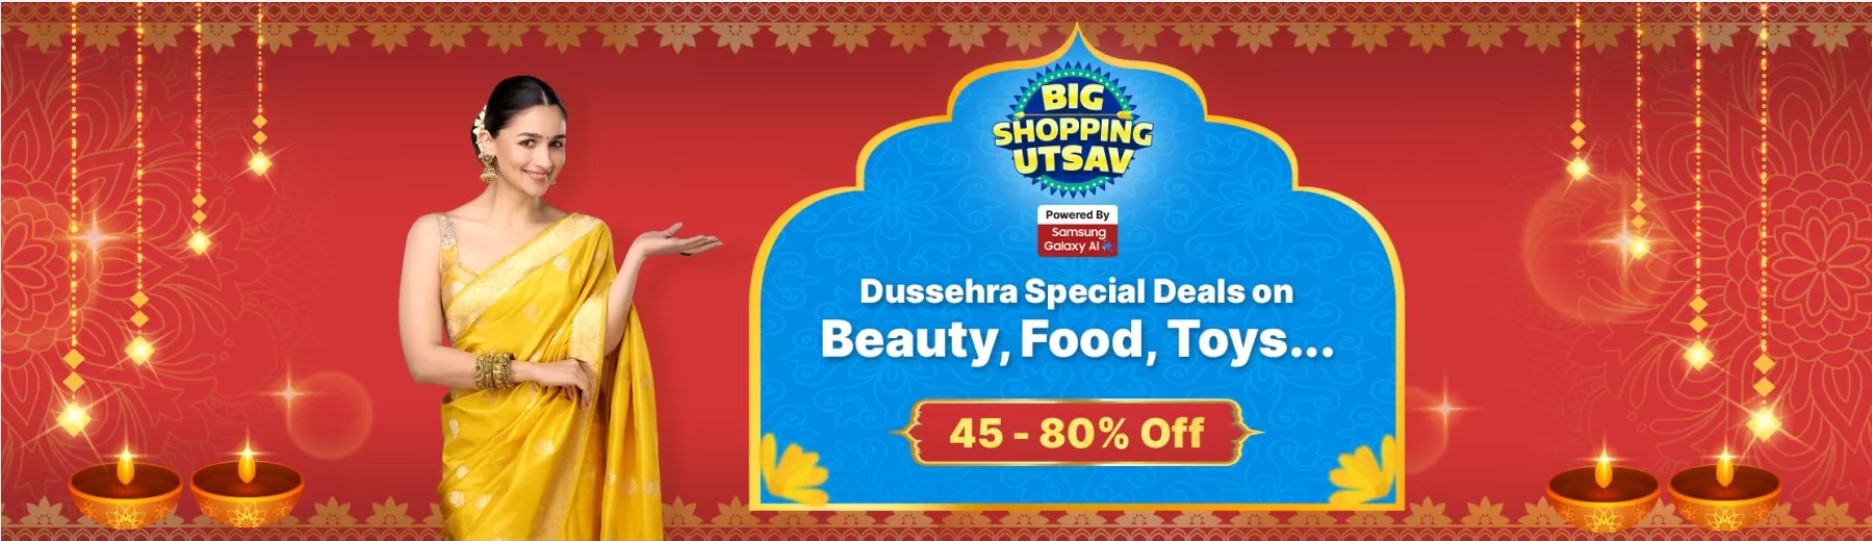 BIG
SHOPPING
UTSAV
Powered By
Samsung
Galaxy AI
Dussehra Special Deals on
Beauty, Food, Toys...
45 - 80% Off